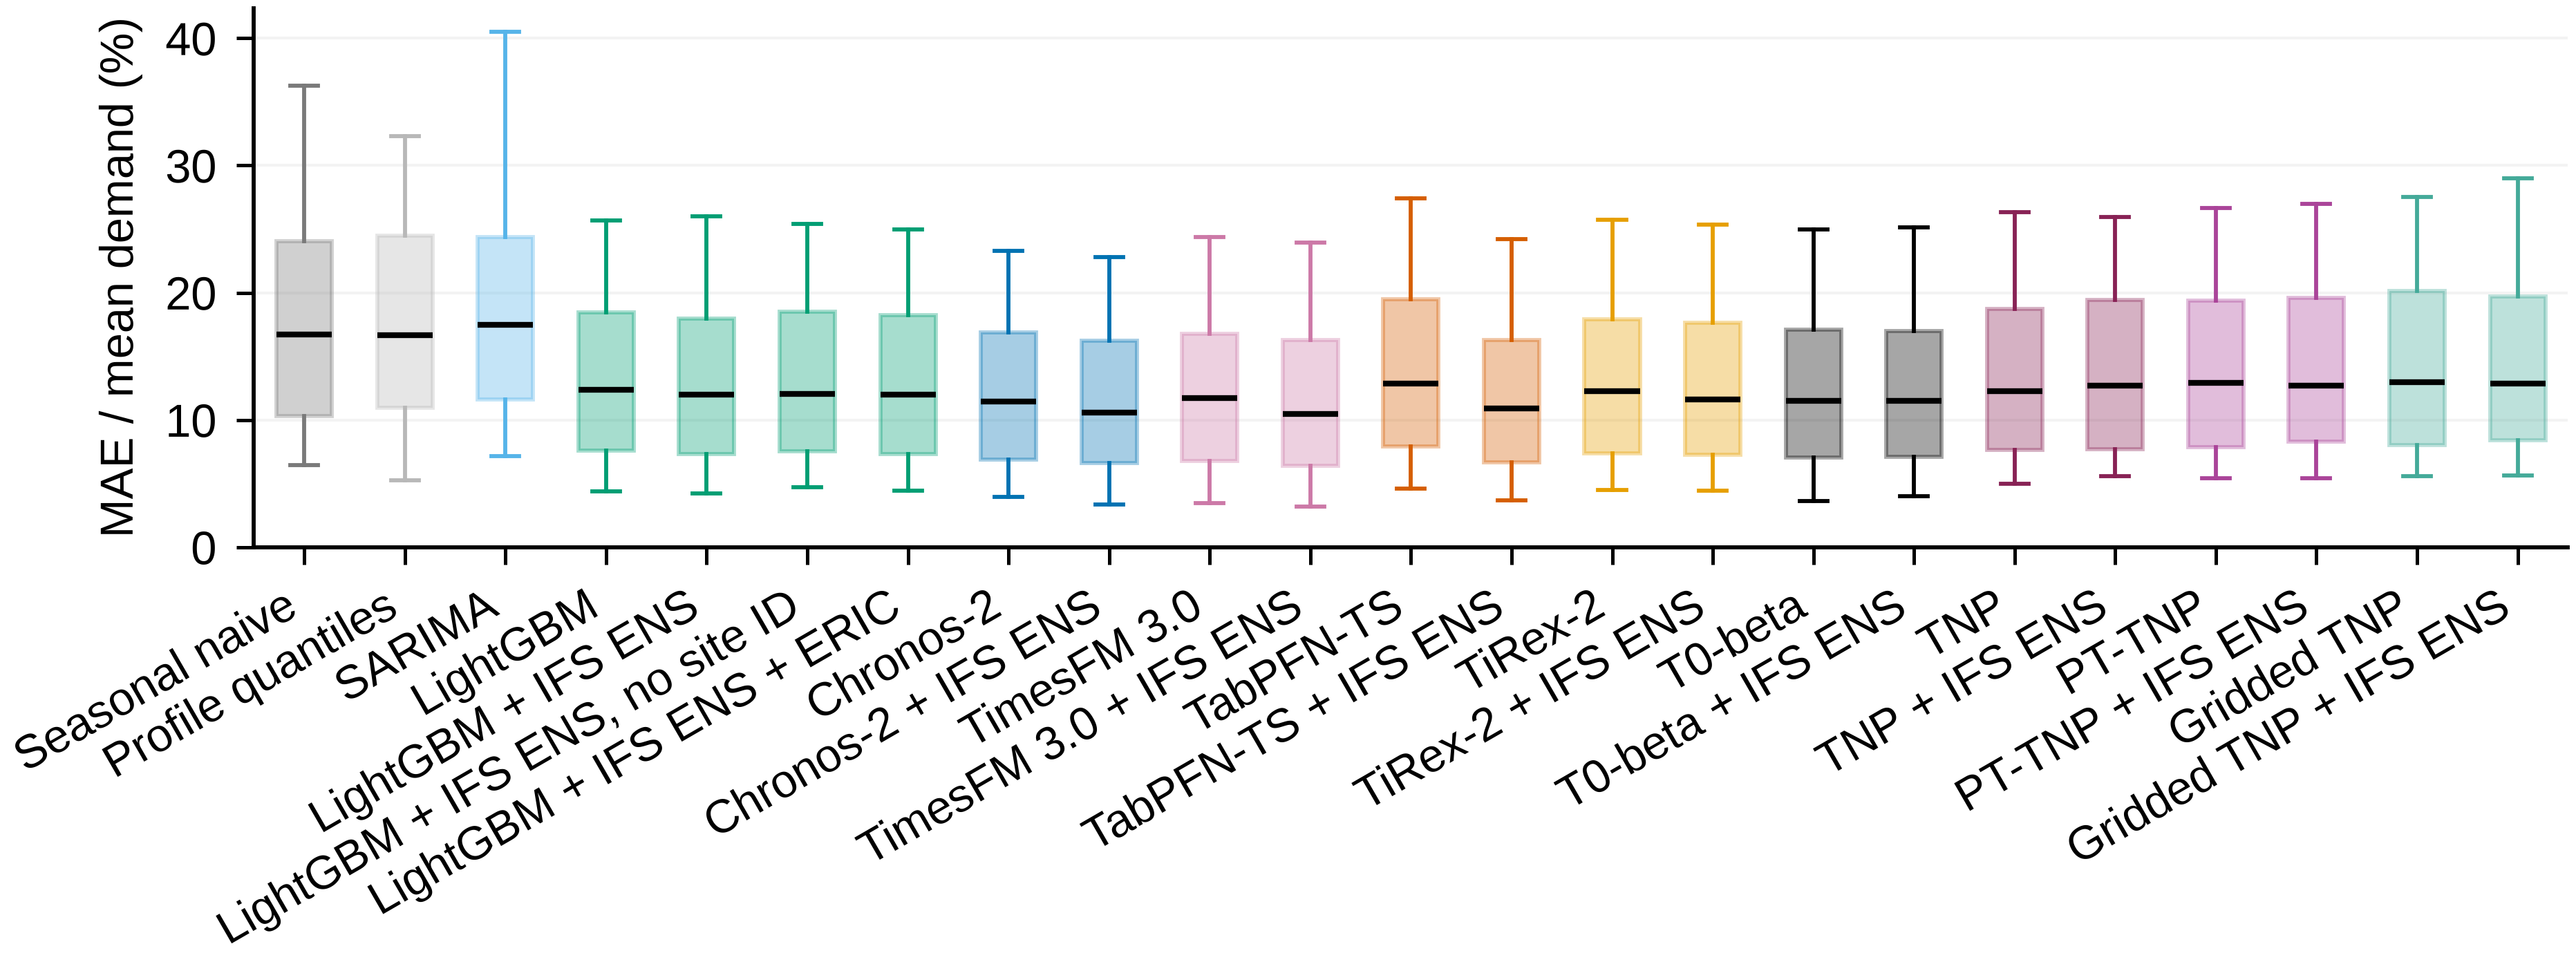 MAE / mean demand (%)
40
30
20
10
0
Seasonal naive
Profile quantiles
SARIMA
LightGBM
LightGBM + IFS ENS
LightGBM + IFS ENS, no site ID
LightGBM + IFS ENS + ERIC
Chronos-2
Chronos-2 + IFS ENS
TimesFM 3.0
TimesFM 3.0 + IFS ENS
TabPFN-TS
TabPFN-TS + IFS ENS
TiRex-2
TiRex-2 + IFS ENS
T0-beta
T0-beta + IFS ENS
TNP
TNP + IFS ENS
PT-TNP
PT-TNP + IFS ENS
Gridded TNP
Gridded TNP + IFS ENS